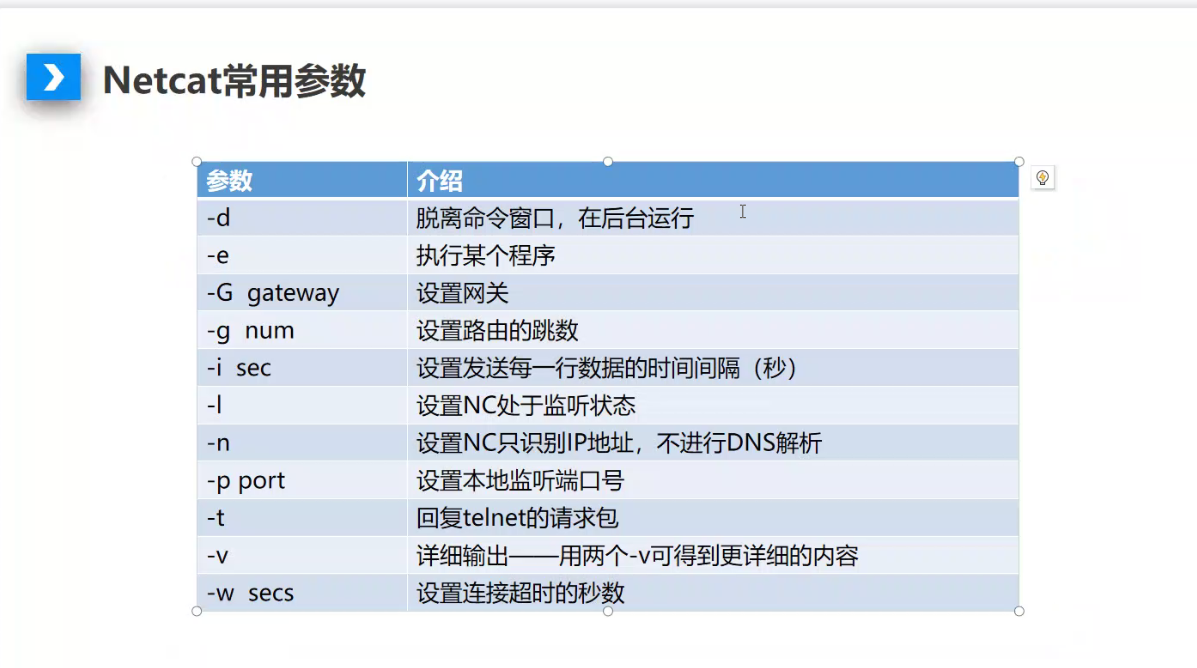 Netcat常用参数
参数 介绍
-d 脱离命令窗口，在后台运行
-e 执行某个程序
-G gateway 设置网关
-g num 设置路由的跳数
-i sec 设置发送每一行数据的时间间隔（秒）
-l 设置NC处于监听状态
-n 设置NC只识别IP地址，不进行DNS解析
-p port 设置本地监听端口号
-t 回复telnet的请求包
-v 详细输出——用两个-v可得到更详细的内容
-w secs 设置连接超时的秒数